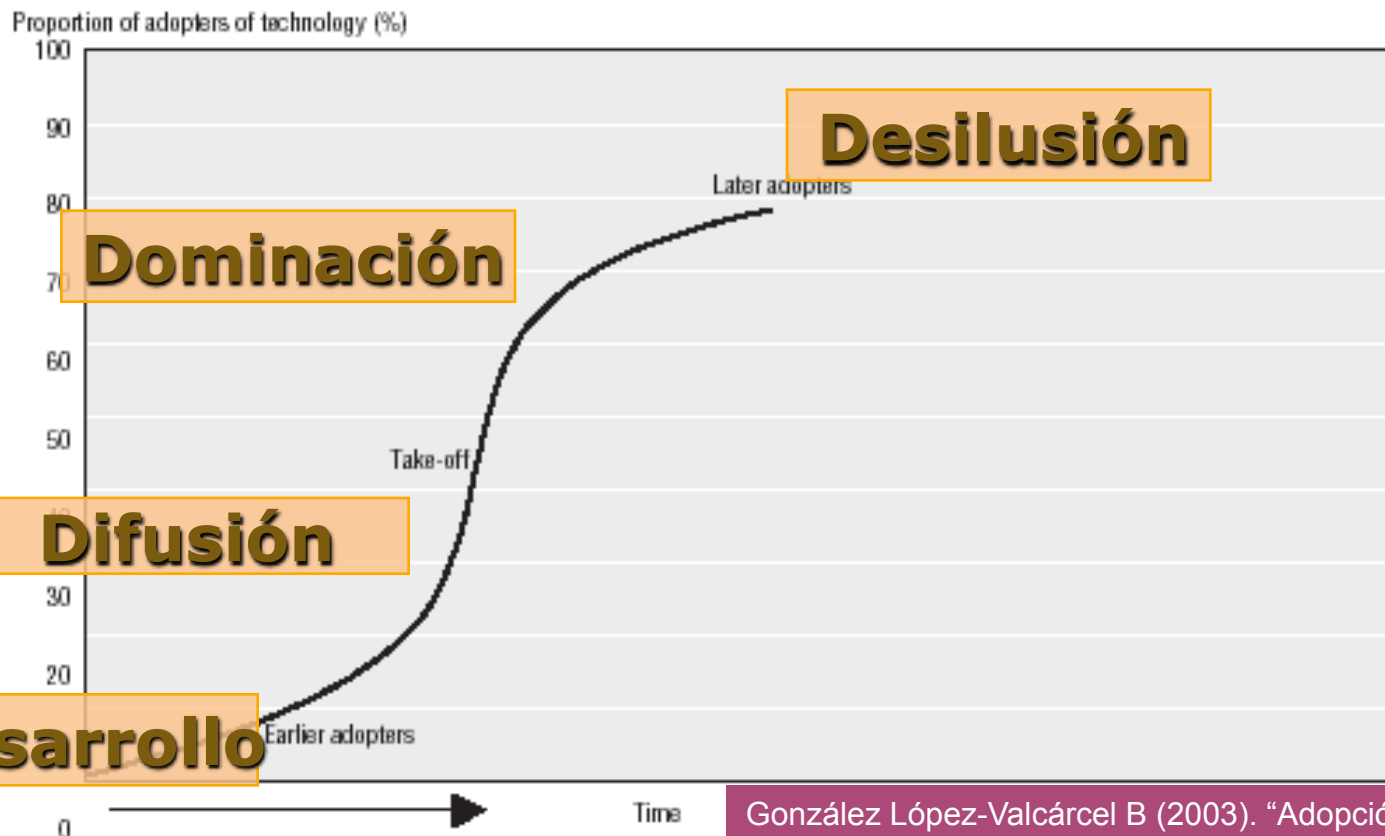 Proportion of adopters of technology (%)
100
90
Desilusión
Later adopters
80
Dominación
70
60
50
Take-off
Difusión
30
20
sarrollo
Earlier adopters
0
Time
González López-Valcárcel B (2003). “Adopció